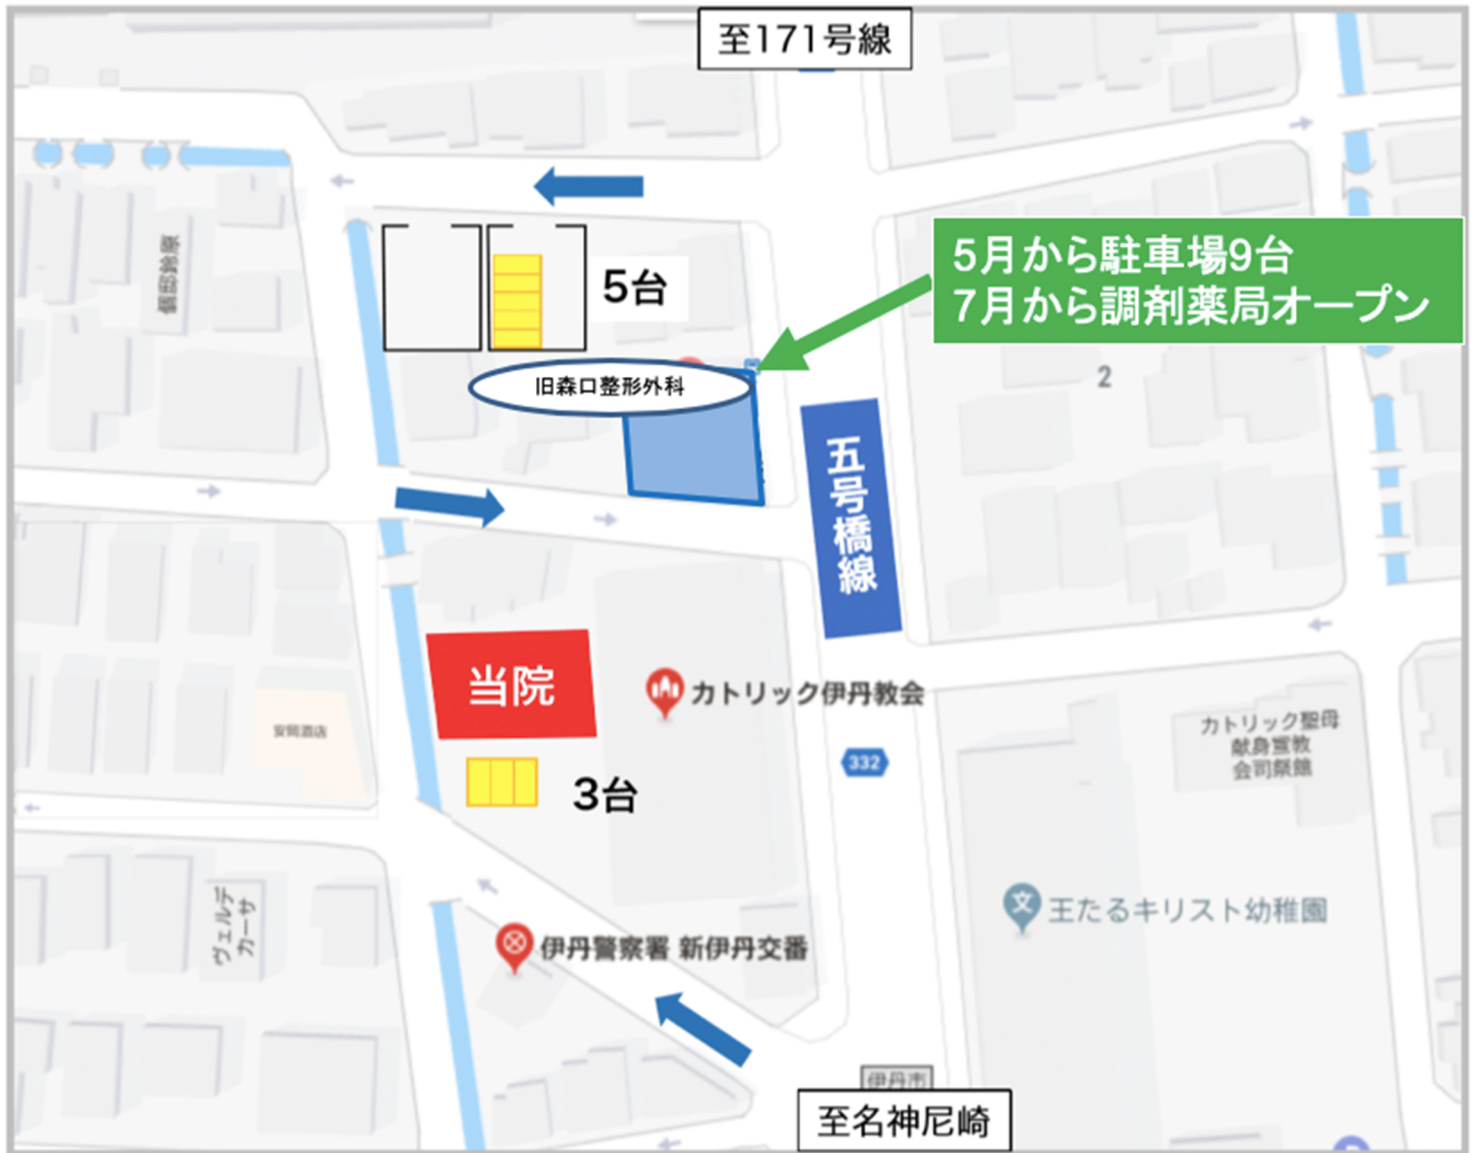 至171号線
5月から駐車場9台
7月から調剤薬局オープン
5台
旧森口整形外科
2
五号橋線
当院
カトリック伊丹教会
カトリック聖母
献身宣教
会司祭館
安岡酒店
332
3台
ヴェルデ
カーサ
王たるキリスト幼稚園
伊丹警察署 新伊丹交番
伊丹市
至名神尼崎